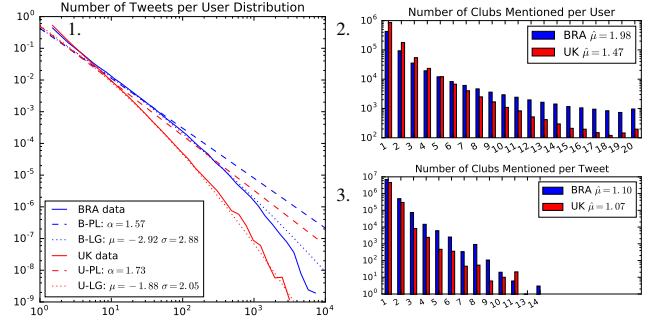 Number of Tweets per User Distribution
1.
10^0
10^-1
10^-2
10^-3
10^-4
10^-5
10^-6
10^-7
10^-8
10^-9
BRA data
B-PL: α = 1.57
B-LG: μ = −2.92 σ = 2.88
UK data
U-PL: α = 1.73
U-LG: μ = −1.88 σ = 2.05
10^0 10^1 10^2 10^3 10^4
2.
Number of Clubs Mentioned per User
10^6
10^5
10^4
10^3
10^2
BRA μ̂ = 1.98
UK μ̂ = 1.47
1 2 3 4 5 6 7 8 9 10 11 12 13 14 15 16 17 18 19 20
3.
Number of Clubs Mentioned per Tweet
10^7
10^6
10^5
10^4
10^3
10^2
10^1
10^0
BRA μ̂ = 1.10
UK μ̂ = 1.07
1 2 3 4 5 6 7 8 9 10 11 12 13 14